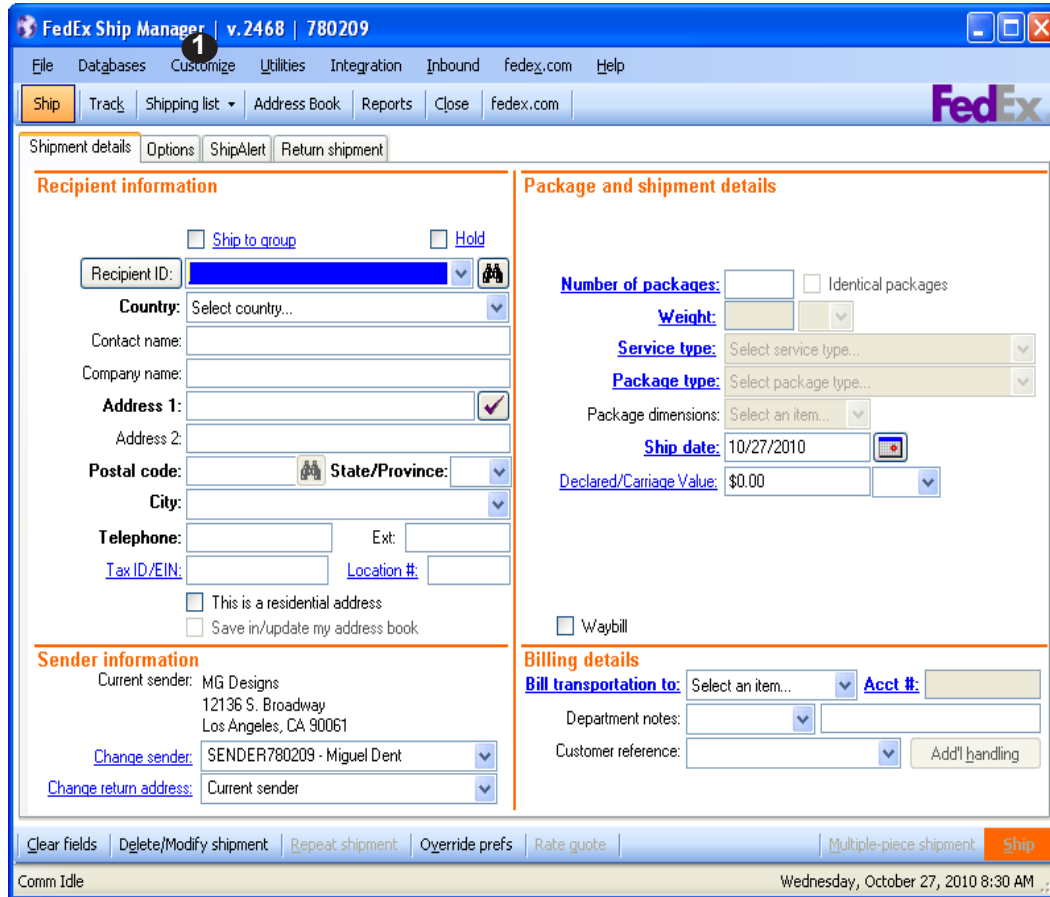 FedEx Ship Manager | v.2468 | 780209
1
File Databases Customize Utilities Integration Inbound fedex.com Help
Ship Track Shipping list Address Book Reports Close fedex.com FedEx
Shipment details Options ShipAlert Return shipment
Recipient information
Ship to group Hold
Recipient ID:
Country: Select country...
Contact name:
Company name:
Address 1:
Address 2:
Postal code: State/Province:
City:
Telephone: Ext:
Tax ID/EIN: Location #:
This is a residential address
Save in/update my address book
Package and shipment details
Number of packages: Identical packages
Weight:
Service type: Select service type...
Package type: Select package type...
Package dimensions: Select an item...
Ship date: 10/27/2010
Declared/Carriage Value: $0.00
Waybill
Sender information
Current sender: MG Designs
12136 S. Broadway
Los Angeles, CA 90061
Change sender: SENDER780209 - Miguel Dent
Change return address: Current sender
Billing details
Bill transportation to: Select an item... Acct #:
Department notes:
Customer reference: Add'l handling
Clear fields Delete/Modify shipment Repeat shipment Override prefs Rate quote Multiple-piece shipment Ship
Comm Idle Wednesday, October 27, 2010 8:30 AM